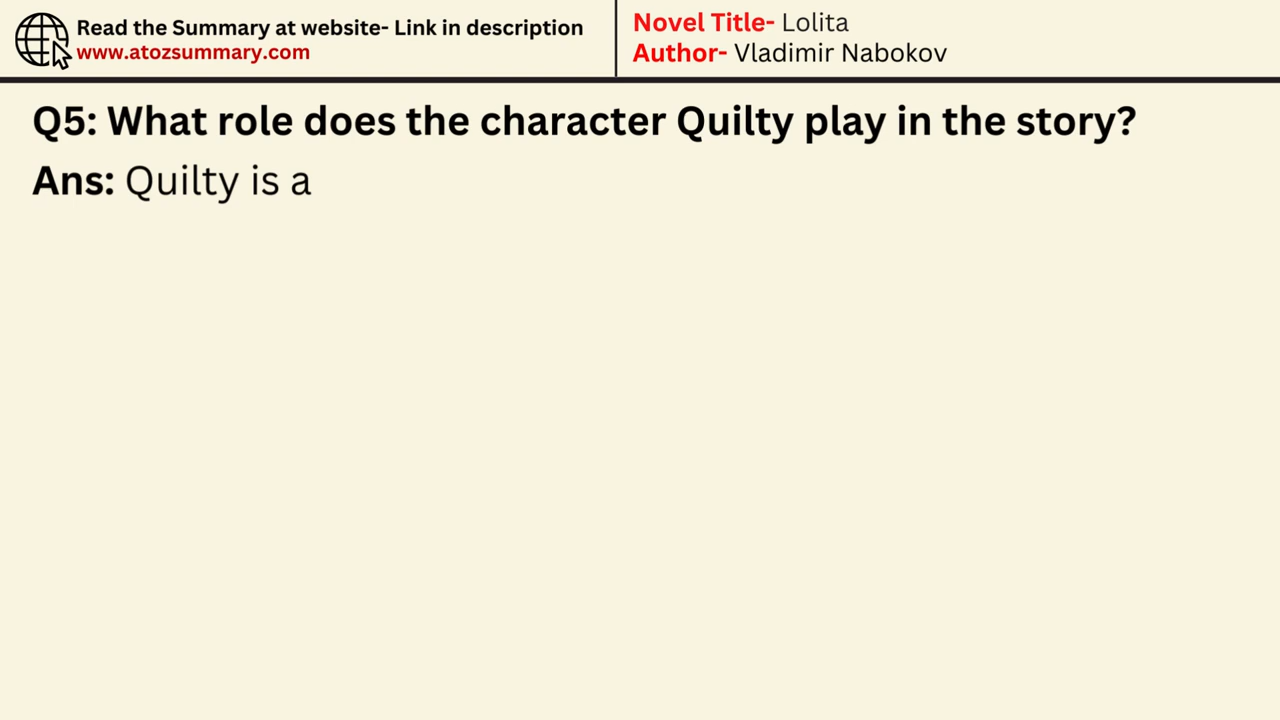 Read the Summary at website- Link in description
www.atozsummary.com
Novel Title- Lolita
Author- Vladimir Nabokov
Q5: What role does the character Quilty play in the story?
Ans: Quilty is a